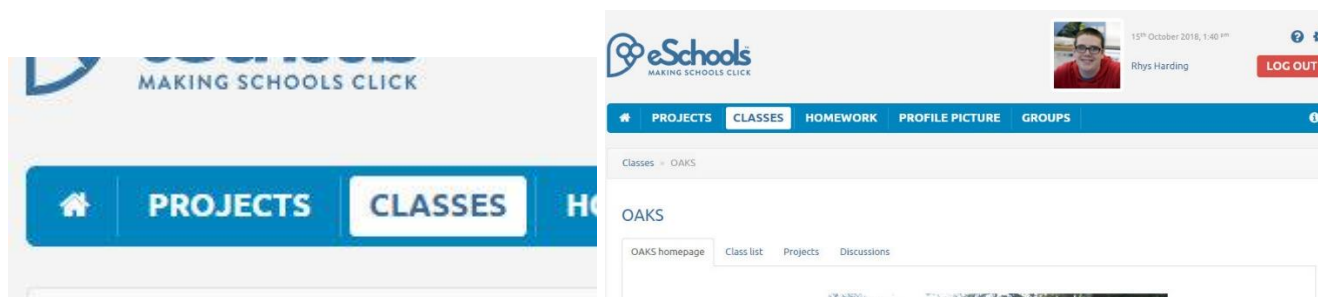 eSchools
MAKING SCHOOLS CLICK
PROJECTS CLASSES
eSchools
MAKING SCHOOLS CLICK
15th October 2018, 1:40 pm
Rhys Harding
LOG OUT
PROJECTS CLASSES HOMEWORK PROFILE PICTURE GROUPS
Classes » OAKS
OAKS
OAKS homepage Class list Projects Discussions